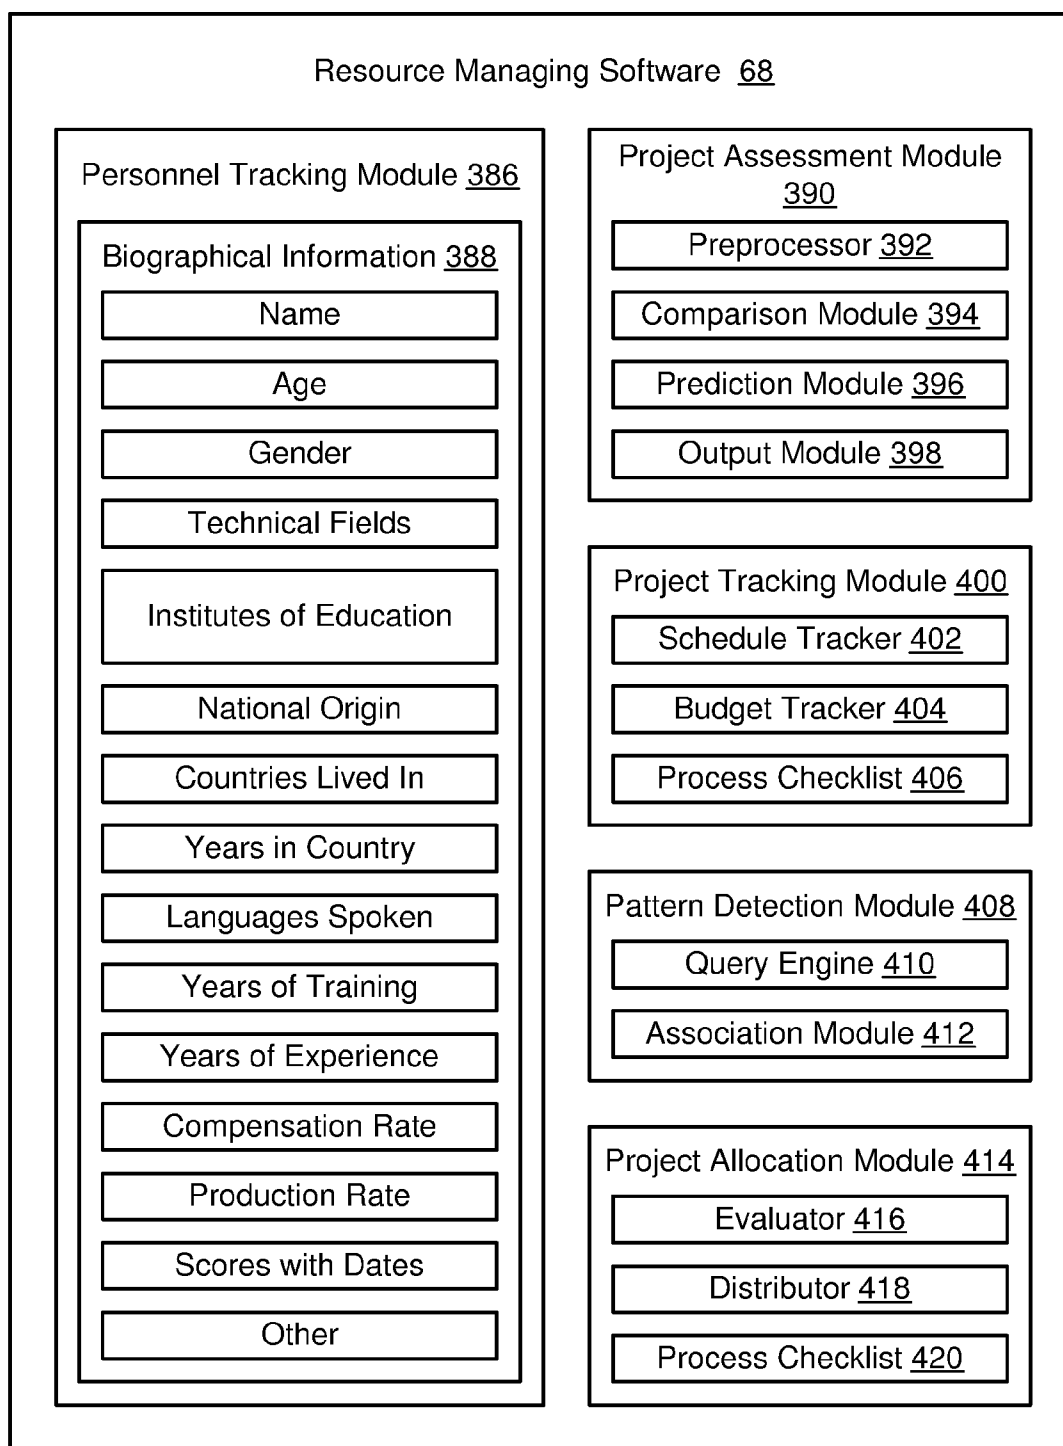 Resource Managing Software 68
Personnel Tracking Module 386
Biographical Information 388
Name
Age
Gender
Technical Fields
Institutes of Education
National Origin
Countries Lived In
Years in Country
Languages Spoken
Years of Training
Years of Experience
Compensation Rate
Production Rate
Scores with Dates
Other
Project Assessment Module
390
Preprocessor 392
Comparison Module 394
Prediction Module 396
Output Module 398
Project Tracking Module 400
Schedule Tracker 402
Budget Tracker 404
Process Checklist 406
Pattern Detection Module 408
Query Engine 410
Association Module 412
Project Allocation Module 414
Evaluator 416
Distributor 418
Process Checklist 420